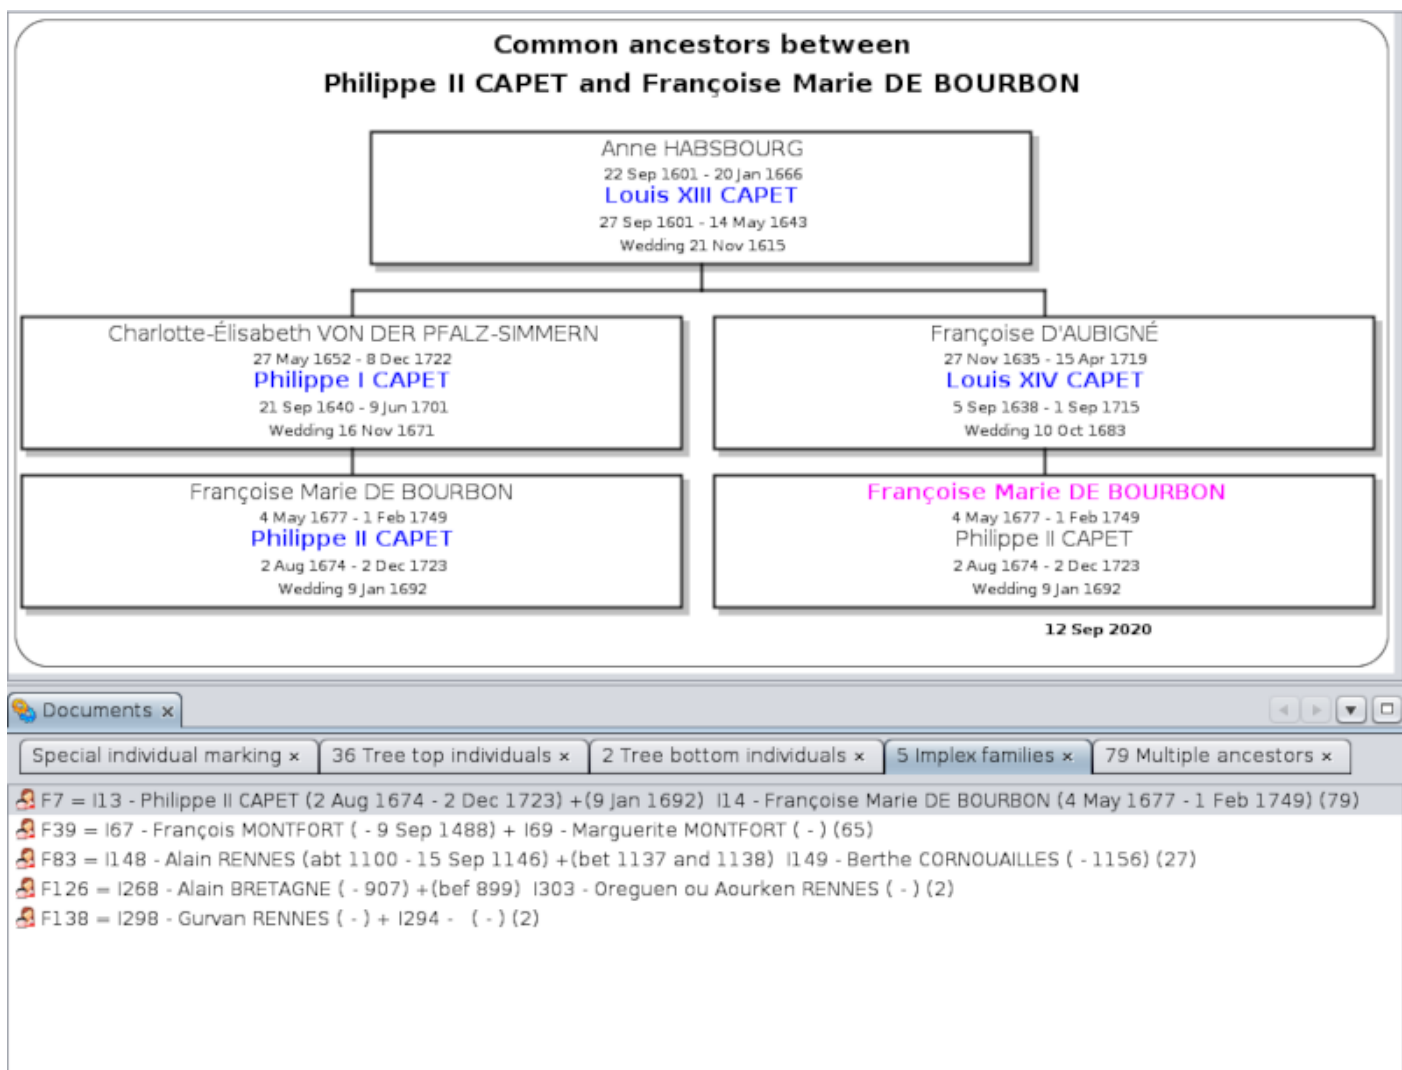 Common ancestors between
Philippe II CAPET and Françoise Marie DE BOURBON
Anne HABSBOURG
22 Sep 1601 - 20 Jan 1666
Louis XIII CAPET
27 Sep 1601 - 14 May 1643
Wedding 21 Nov 1615
Charlotte-Élisabeth VON DER PFALZ-SIMMERN
27 May 1652 - 8 Dec 1722
Philippe I CAPET
21 Sep 1640 - 9 Jun 1701
Wedding 16 Nov 1671
Françoise D'AUBIGNÉ
27 Nov 1635 - 15 Apr 1719
Louis XIV CAPET
5 Sep 1638 - 1 Sep 1715
Wedding 10 Oct 1683
Françoise Marie DE BOURBON
4 May 1677 - 1 Feb 1749
Philippe II CAPET
2 Aug 1674 - 2 Dec 1723
Wedding 9 Jan 1692
Françoise Marie DE BOURBON
4 May 1677 - 1 Feb 1749
Philippe II CAPET
2 Aug 1674 - 2 Dec 1723
Wedding 9 Jan 1692
12 Sep 2020
Documents ×
Special individual marking × 36 Tree top individuals × 2 Tree bottom individuals × 5 Implex families × 79 Multiple ancestors ×
F7 = I13 - Philippe II CAPET (2 Aug 1674 - 2 Dec 1723) +(9 Jan 1692) I14 - Françoise Marie DE BOURBON (4 May 1677 - 1 Feb 1749) (79)
F39 = I67 - François MONTFORT ( - 9 Sep 1488) + I69 - Marguerite MONTFORT ( - ) (65)
F83 = I148 - Alain RENNES (abt 1100 - 15 Sep 1146) +(bet 1137 and 1138) I149 - Berthe CORNOUAILLES ( - 1156) (27)
F126 = I268 - Alain BRETAGNE ( - 907) +(bef 899) I303 - Oreguen ou Aourken RENNES ( - ) (2)
F138 = I298 - Gurvan RENNES ( - ) + I294 - ( - ) (2)